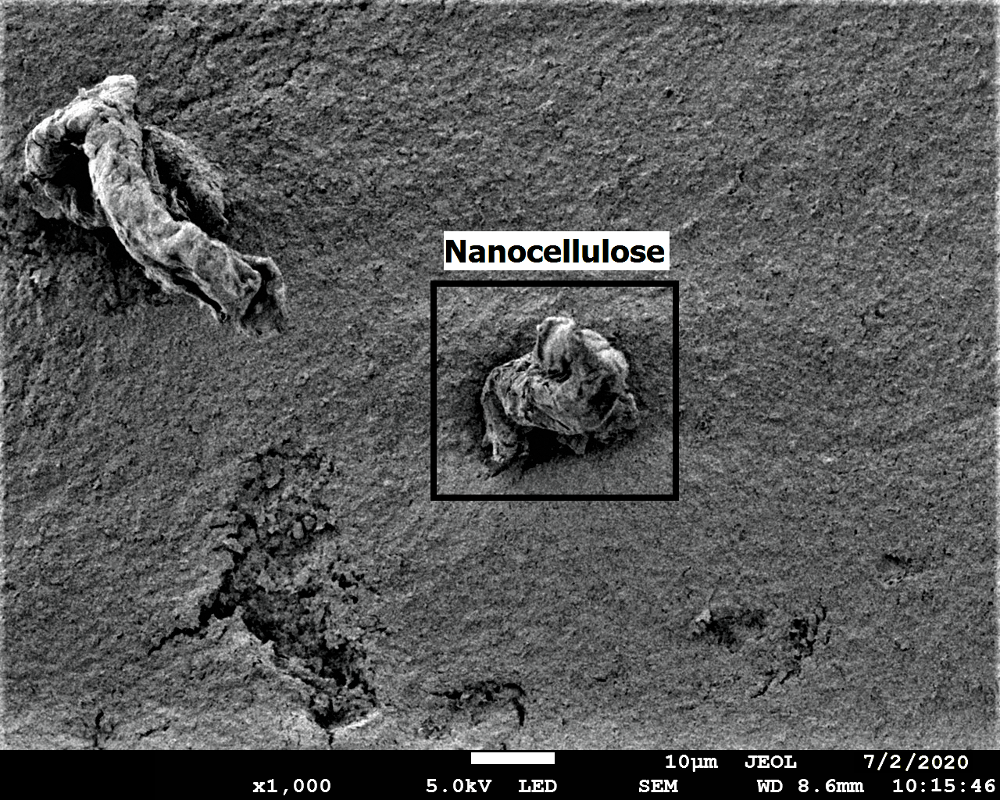 Nanocellulose
10µm JEOL 7/2/2020
x1,000 5.0kV LED SEM WD 8.6mm 10:15:46